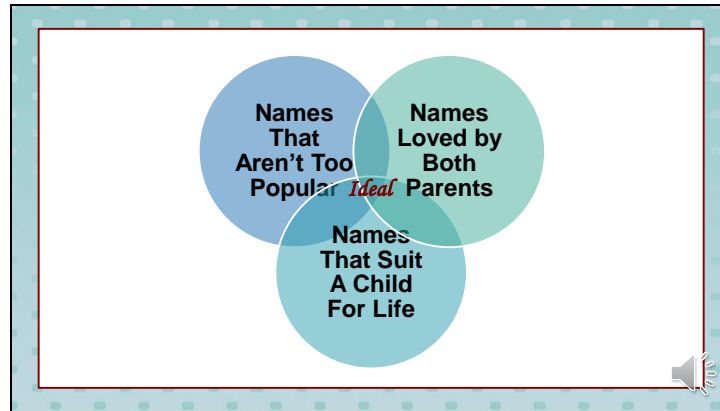 Names
That
Aren’t Too
Popular
Names
Loved by
Both
Parents
Ideal
Names
That Suit
A Child
For Life